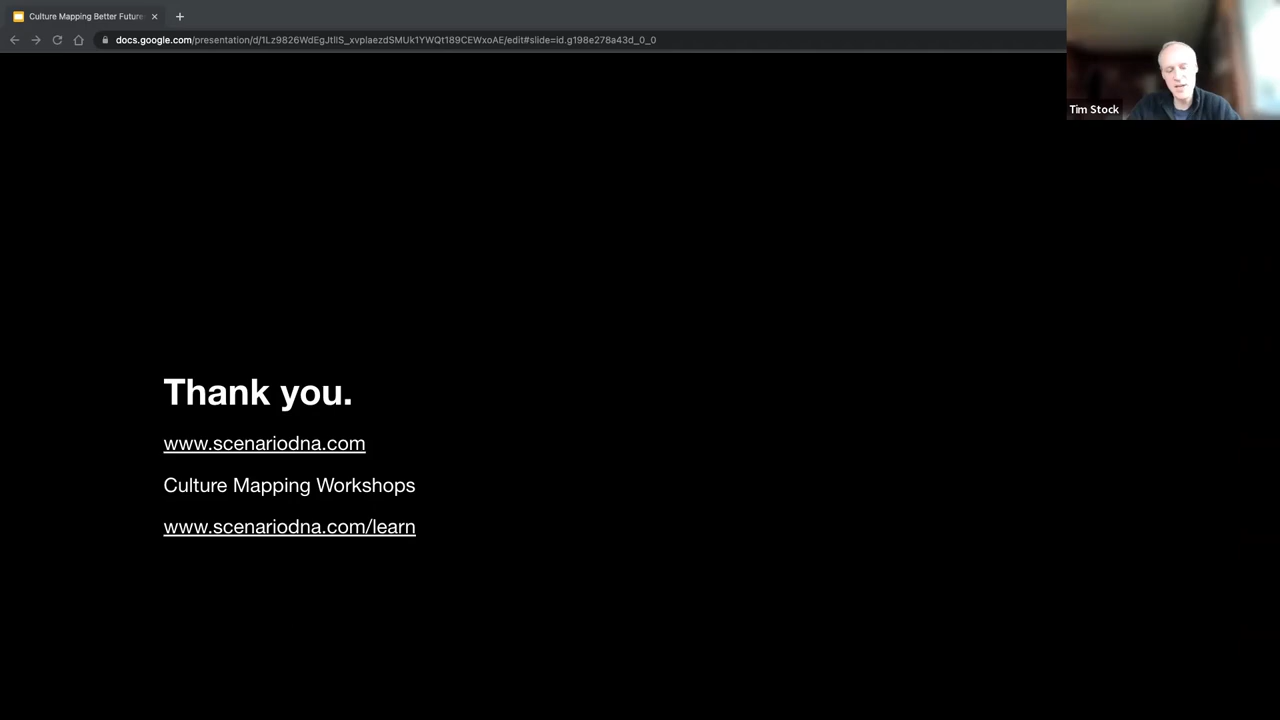 Culture Mapping Better Future
docs.google.com/presentation/d/1Lz9826WdEgJtIlS_xvpIaezdSMUk1YWQt189CEWxoAE/edit#slide=id.g198e278a43d_0_0
Tim Stock
Thank you.
www.scenariodna.com
Culture Mapping Workshops
www.scenariodna.com/learn